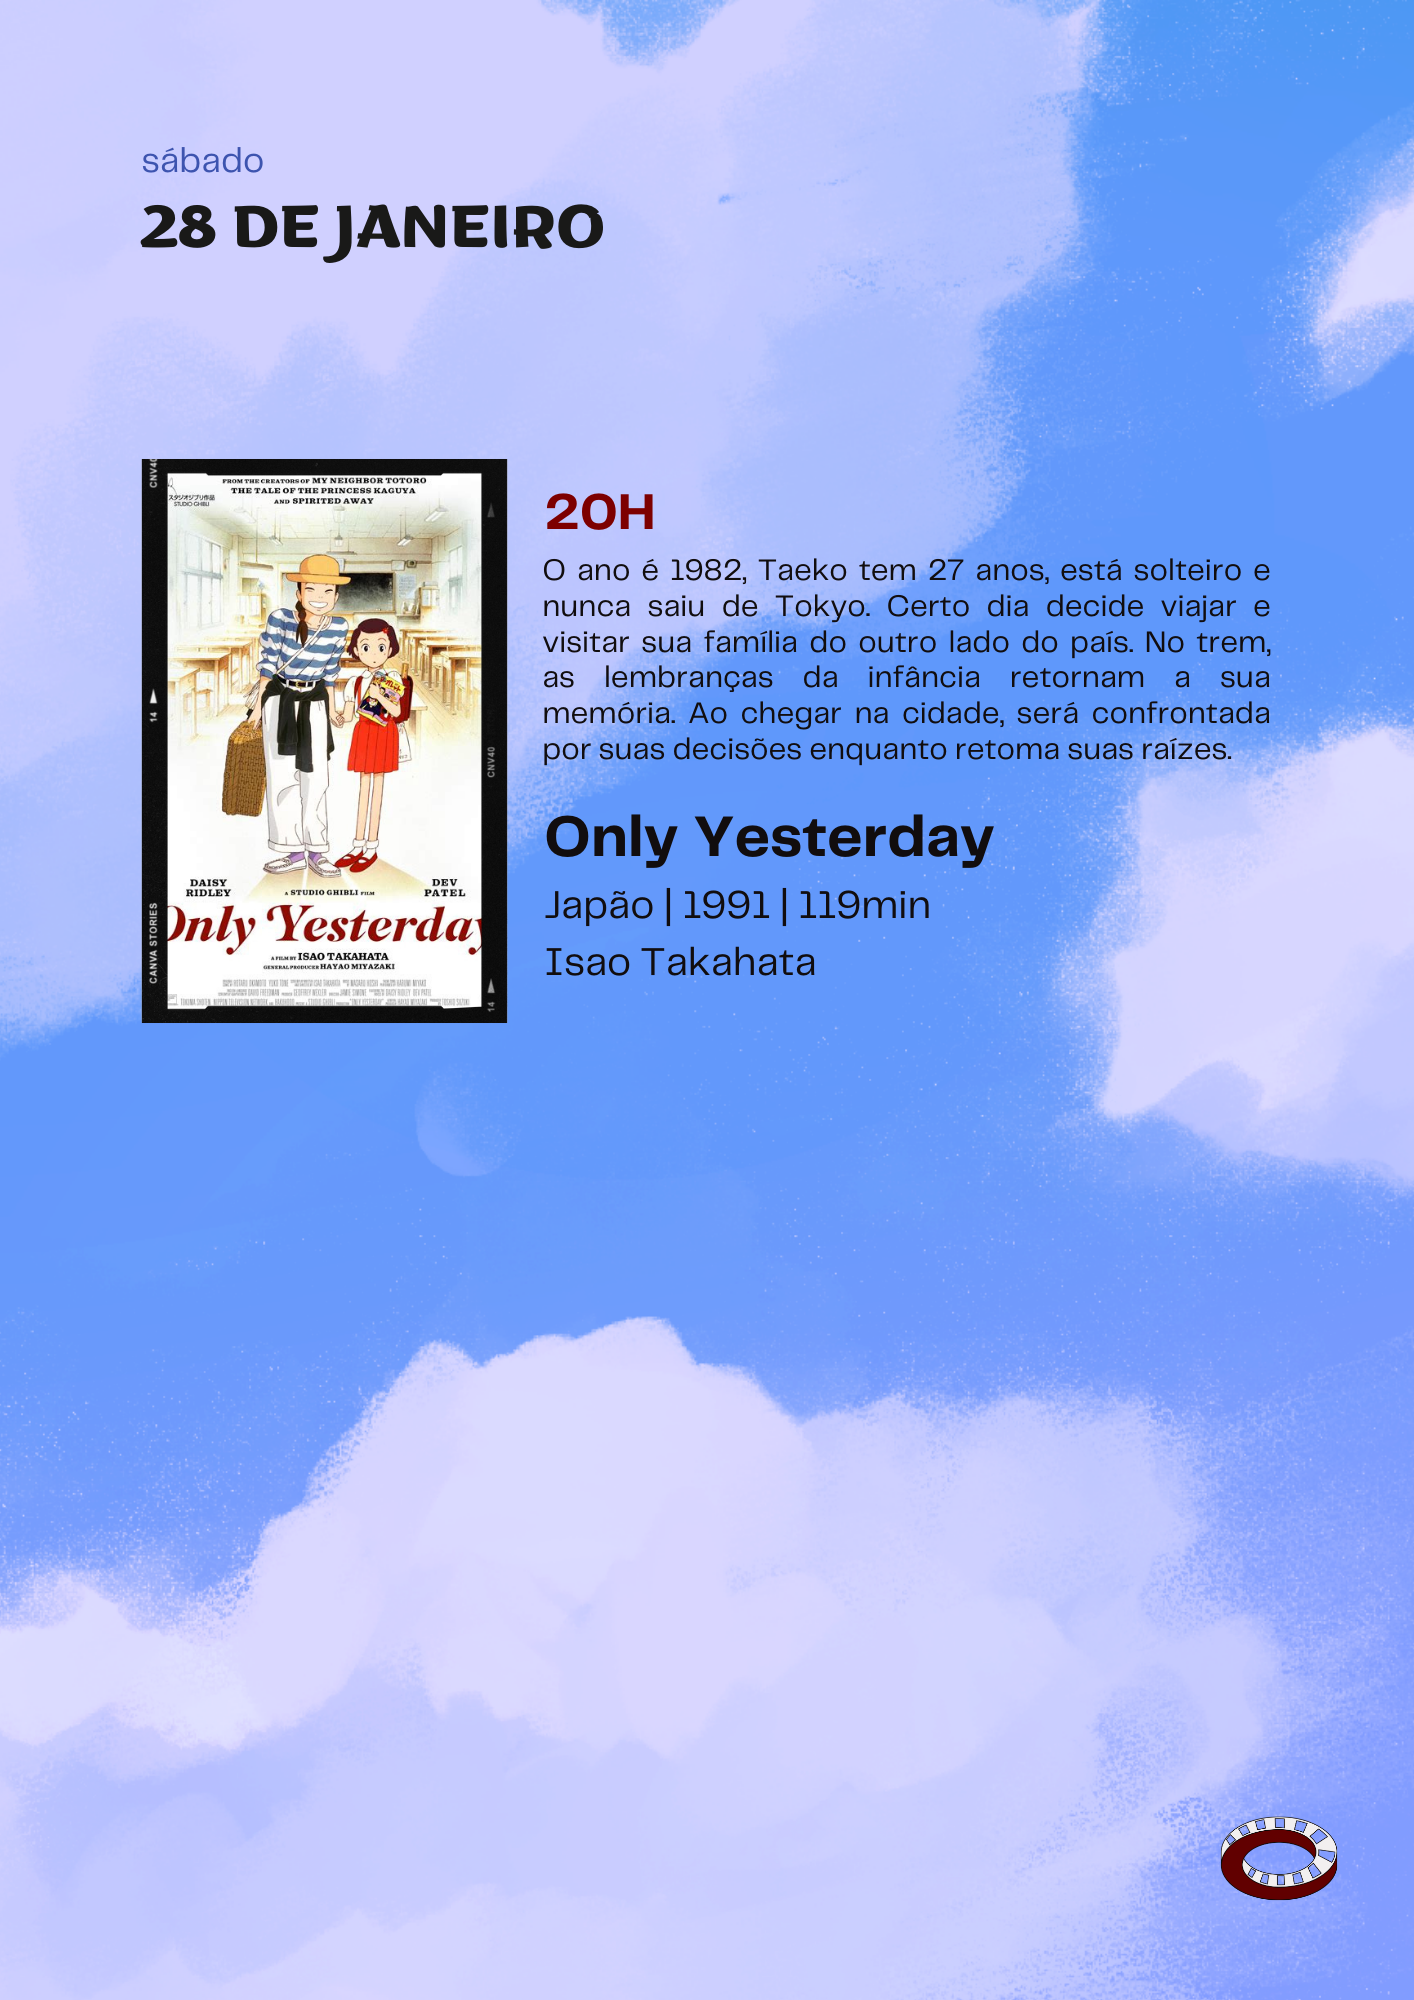 sábado
28 DE JANEIRO
CNV40
FROM THE CREATORS OF MY NEIGHBOR TOTORO
THE TALE OF THE PRINCESS KAGUYA
AND SPIRITED AWAY
スタジオジブリ作品
STUDIO GHIBLI
14
CNV40
DAISY
RIDLEY
A STUDIO GHIBLI FILM
DEV
PATEL
Only Yesterday
A FILM BY ISAO TAKAHATA
GENERAL PRODUCER HAYAO MIYAZAKI
CANVA STORIES
14
20H
O ano é 1982, Taeko tem 27 anos, está solteiro e
nunca saiu de Tokyo. Certo dia decide viajar e
visitar sua família do outro lado do país. No trem,
as lembranças da infância retornam a sua
memória. Ao chegar na cidade, será confrontada
por suas decisões enquanto retoma suas raízes.
Only Yesterday
Japão | 1991 | 119min
Isao Takahata